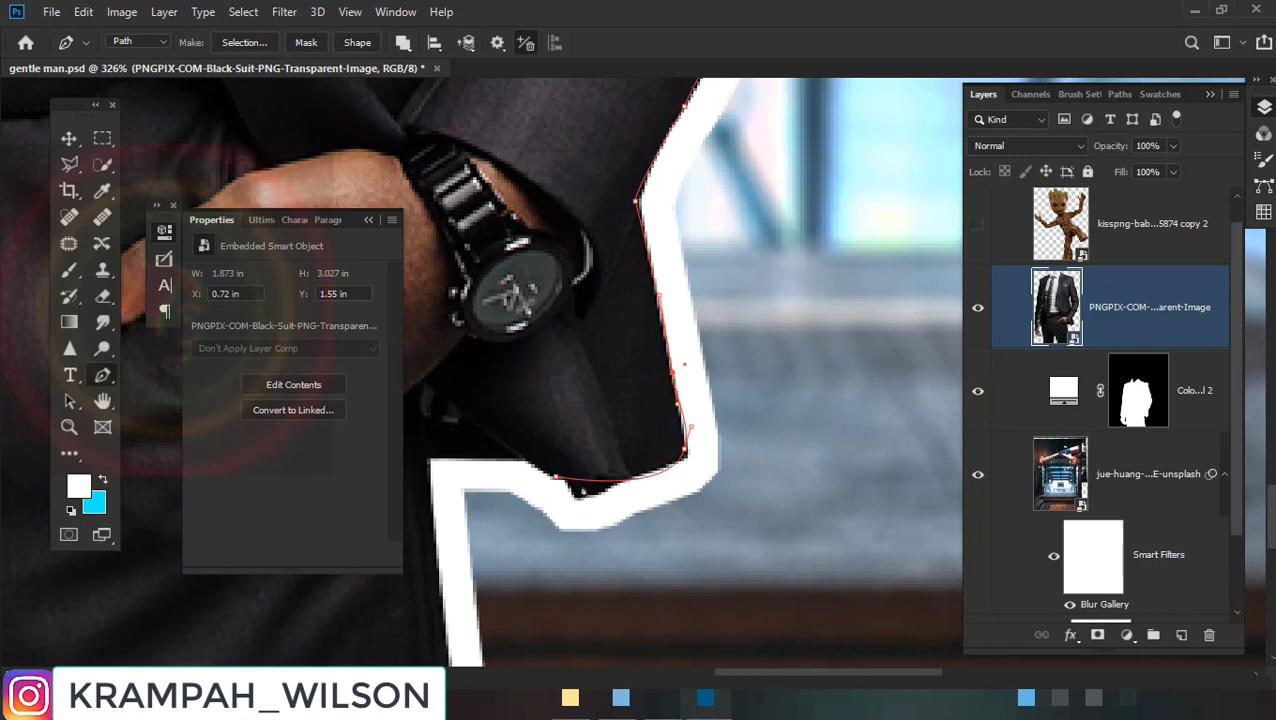 File Edit Image Layer Type Select Filter 3D View Window Help
Path Make: Selection... Mask Shape
gentle man.psd @ 326% (PNGPIX-COM-Black-Suit-PNG-Transparent-Image, RGB/8) *
Properties Ultim Chara Paragr
Embedded Smart Object
W: 1.873 in H: 3.027 in
X: 0.72 in Y: 1.55 in
PNGPIX-COM-Black-Suit-PNG-Transparen...
Don't Apply Layer Comp
Edit Contents
Convert to Linked...
Layers Channels Brush Sett Paths Swatches
Kind
Normal Opacity: 100%
Lock: Fill: 100%
kisspng-bab...5874 copy 2
PNGPIX-COM-...arent-Image
Colo...l 2
jue-huang-...E-unsplash
Smart Filters
Blur Gallery
KRAMPAH_WILSON